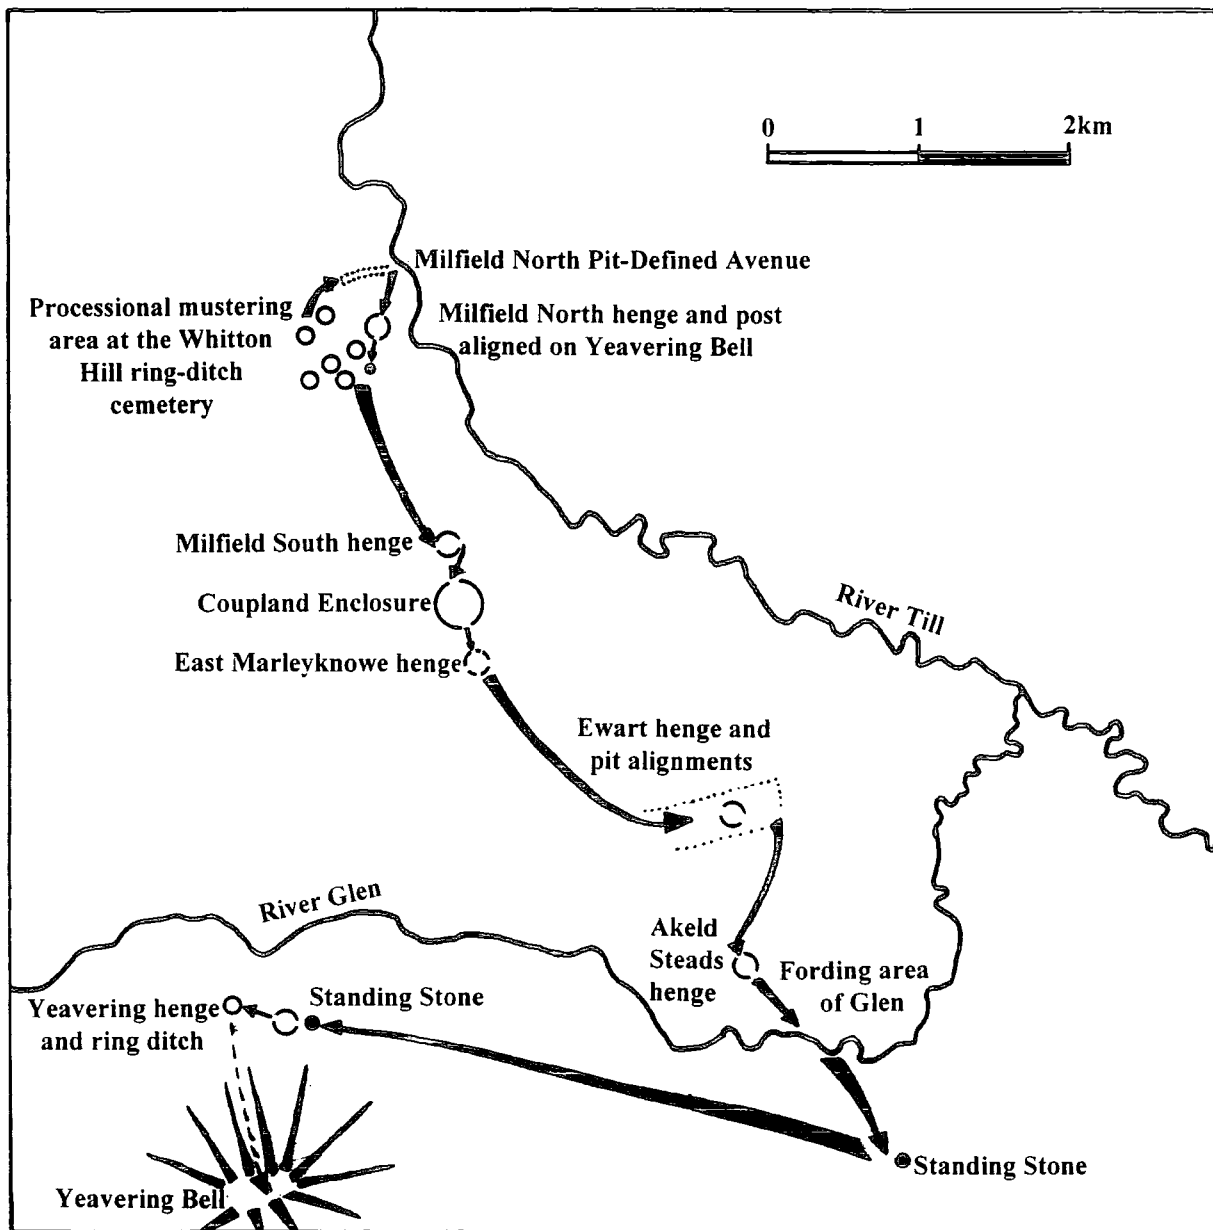 0 1 2km
Milfield North Pit-Defined Avenue
Processional mustering
area at the Whitton
Hill ring-ditch
cemetery
Milfield North henge and post
aligned on Yeavering Bell
Milfield South henge
Coupland Enclosure
East Marleyknowe henge
River Till
Ewart henge and
pit alignments
River Glen
Akeld
Steads
henge
Fording area
of Glen
Standing Stone
Yeavering henge
and ring ditch
Standing Stone
Yeavering Bell